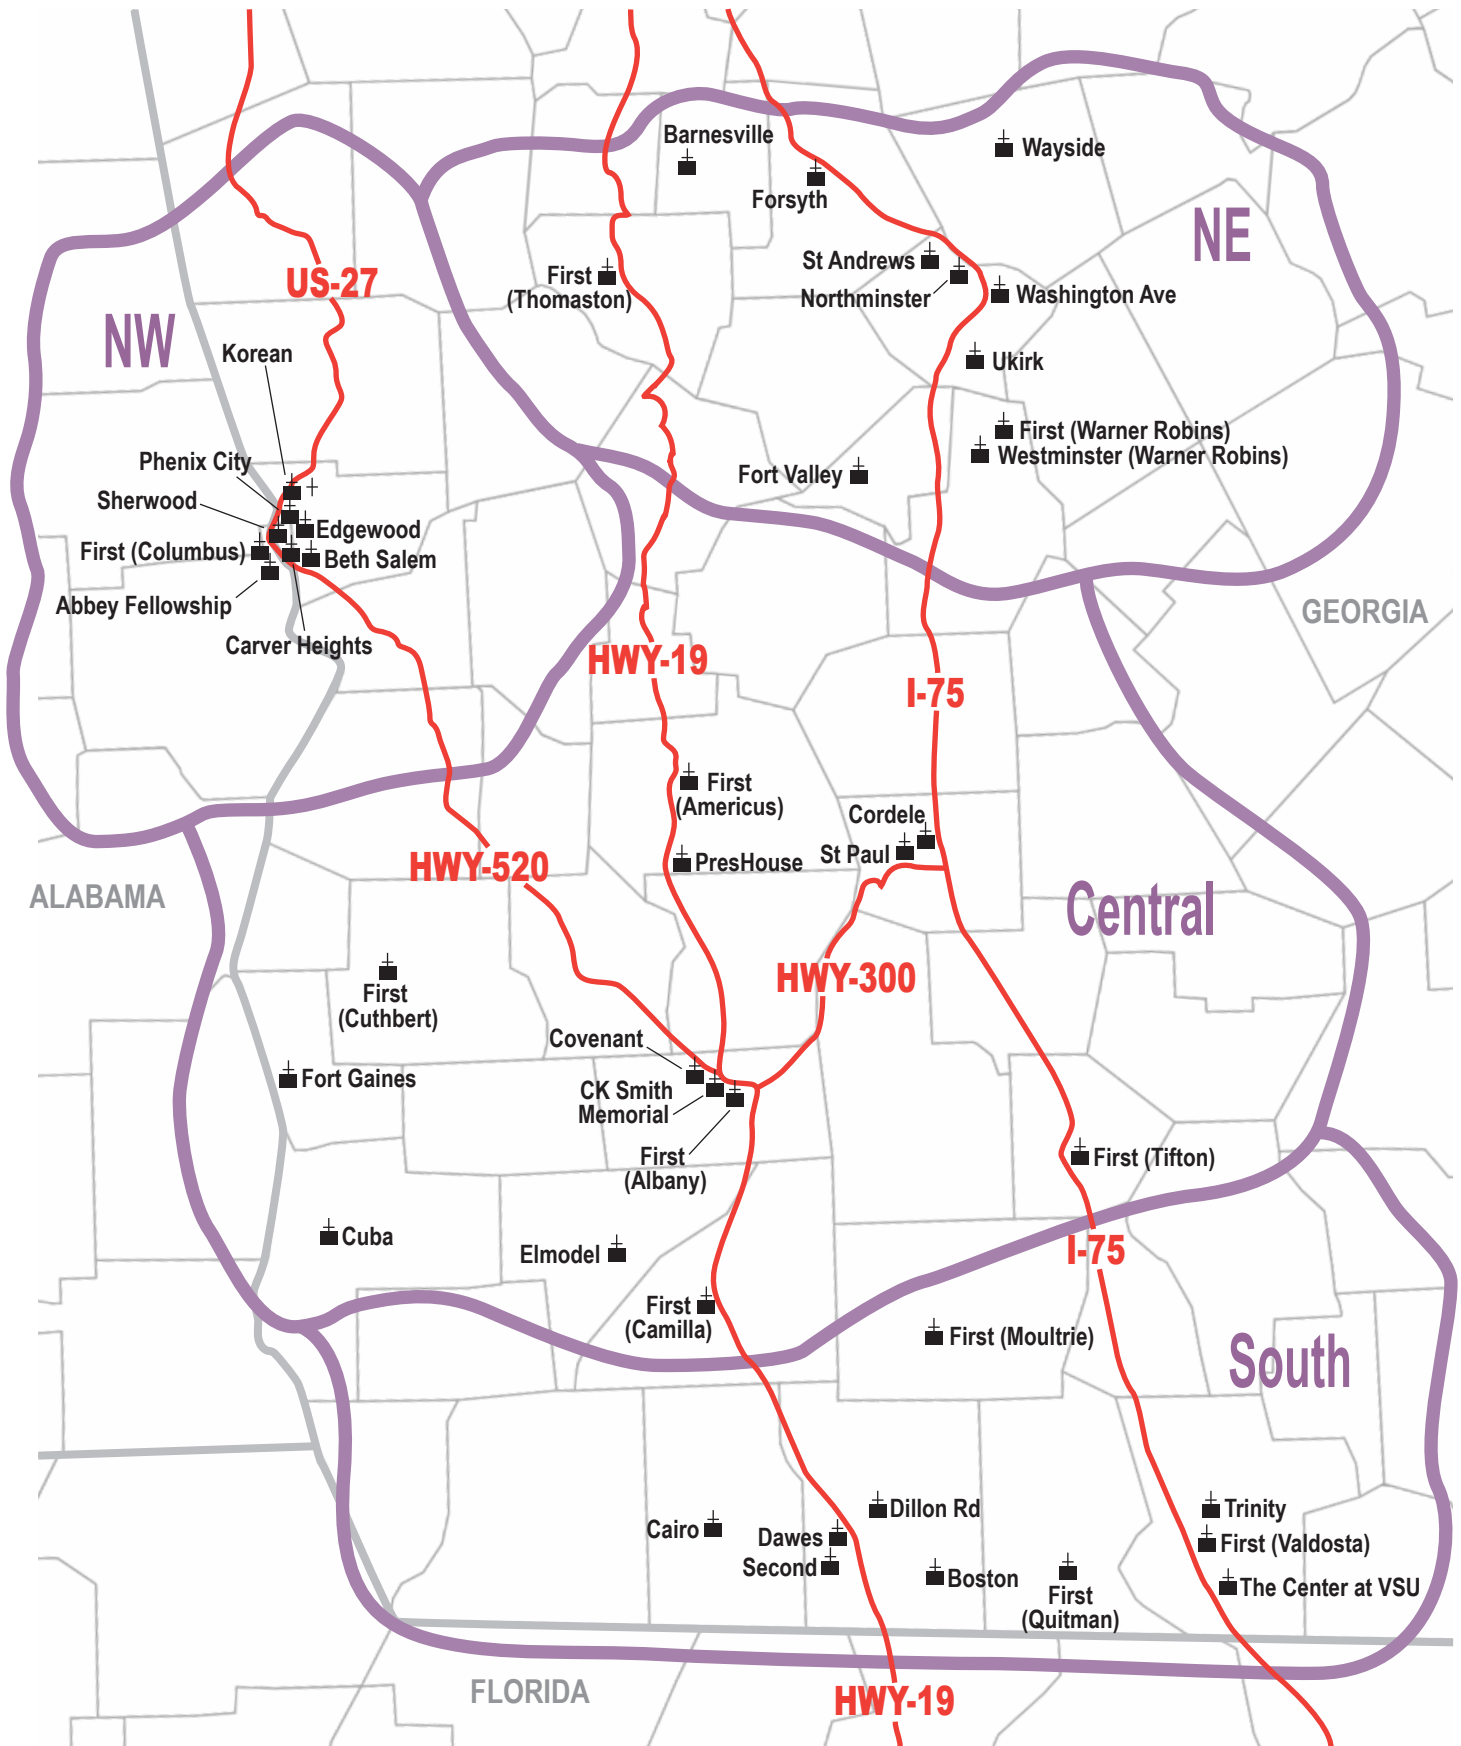 Barnesville
Wayside
Forsyth
NE
St Andrews
First
(Thomaston)
US-27
Northminster
Washington Ave
NW
Korean
Ukirk
First (Warner Robins)
Westminster (Warner Robins)
Phenix City
Fort Valley
Sherwood
Edgewood
First (Columbus)
Beth Salem
Abbey Fellowship
GEORGIA
Carver Heights
HWY-19
I-75
First
(Americus)
Cordele
St Paul
PresHouse
HWY-520
ALABAMA
Central
HWY-300
First
(Cuthbert)
Covenant
Fort Gaines
CK Smith
Memorial
First
(Albany)
First (Tifton)
Cuba
Elmodel
I-75
First
(Camilla)
First (Moultrie)
South
Dillon Rd
Trinity
Cairo
Dawes
First (Valdosta)
Second
Boston
The Center at VSU
First
(Quitman)
FLORIDA
HWY-19